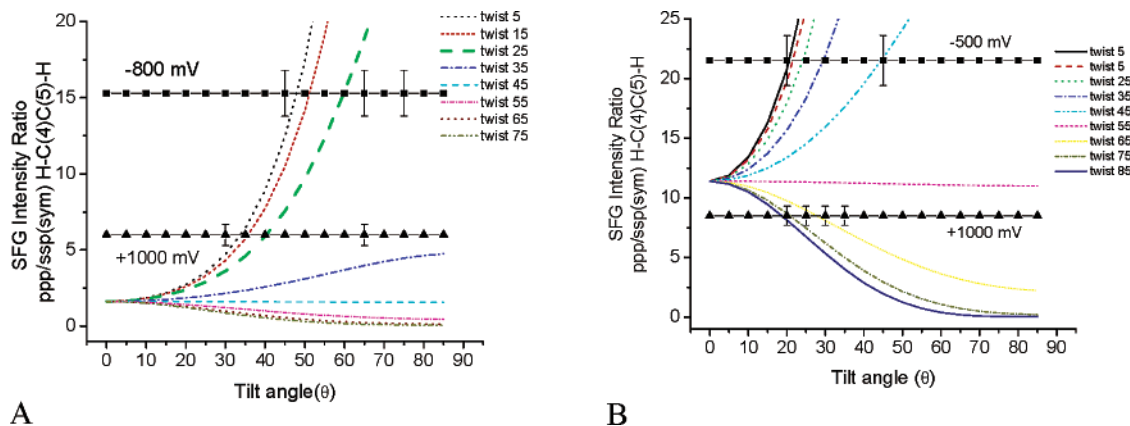 20
15
10
5
0
SFG Intensity Ratio
ppp/ssp(sym) H-C(4)C(5)-H
-800 mV
+1000 mV
twist 5
twist 15
twist 25
twist 35
twist 45
twist 55
twist 65
twist 75
0 10 20 30 40 50 60 70 80 90
Tilt angle(θ)
A
25
20
15
10
5
0
SFG Intensity Ratio
ppp/ssp(sym) H-C(4)C(5)-H
-500 mV
+1000 mV
twist 5
twist 5
twist 25
twist 35
twist 45
twist 55
twist 65
twist 75
twist 85
0 10 20 30 40 50 60 70 80 90
Tilt angle (θ)
B